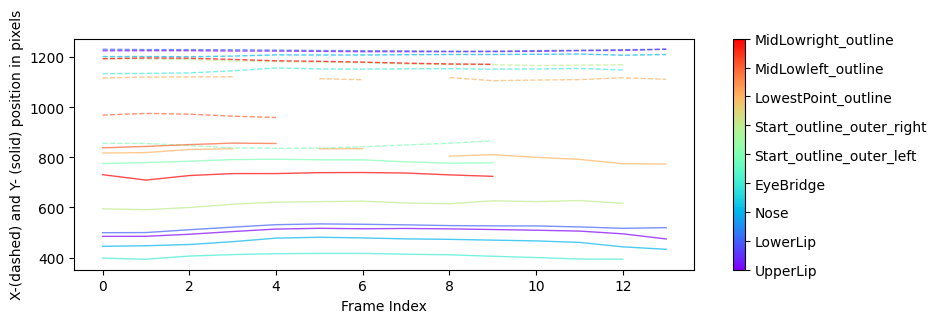 X-(dashed) and Y- (solid) position in pixels
1200
1000
800
600
400
0
2
4
6
8
10
12
Frame Index
MidLowright_outline
MidLowleft_outline
LowestPoint_outline
Start_outline_outer_right
Start_outline_outer_left
EyeBridge
Nose
LowerLip
UpperLip